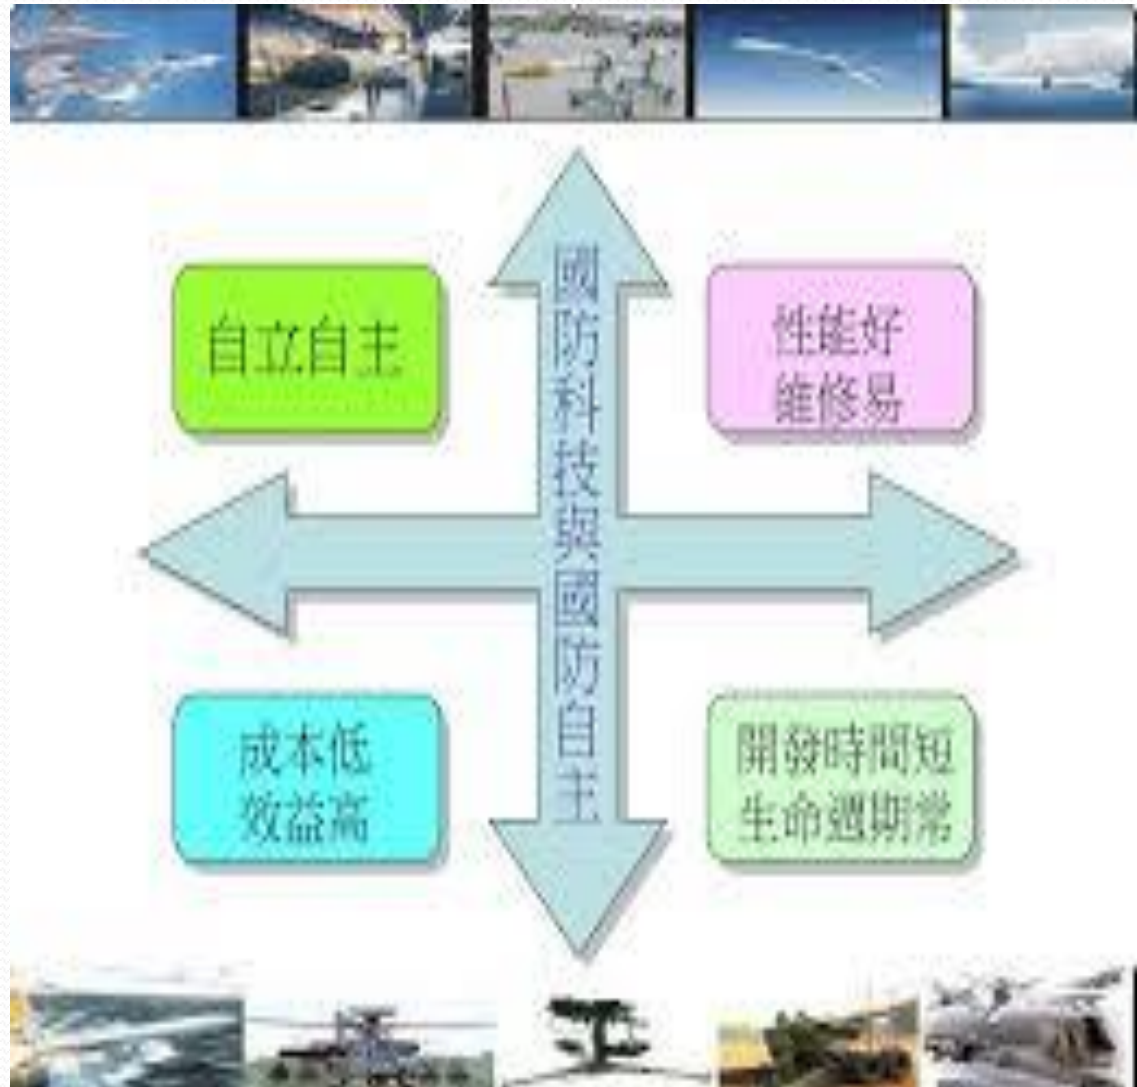 國防科技與國防自主
自立自主
性能好
維修易
成本低
效益高
開發時間短
生命週期常